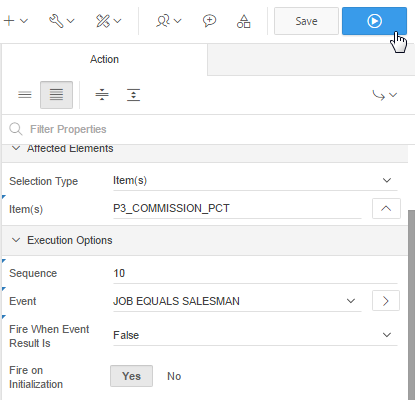 Save
Action
Filter Properties
Affected Elements
Selection Type Item(s)
Item(s) P3_COMMISSION_PCT
Execution Options
Sequence 10
Event JOB EQUALS SALESMAN
Fire When Event
Result Is False
Fire on
Initialization Yes No